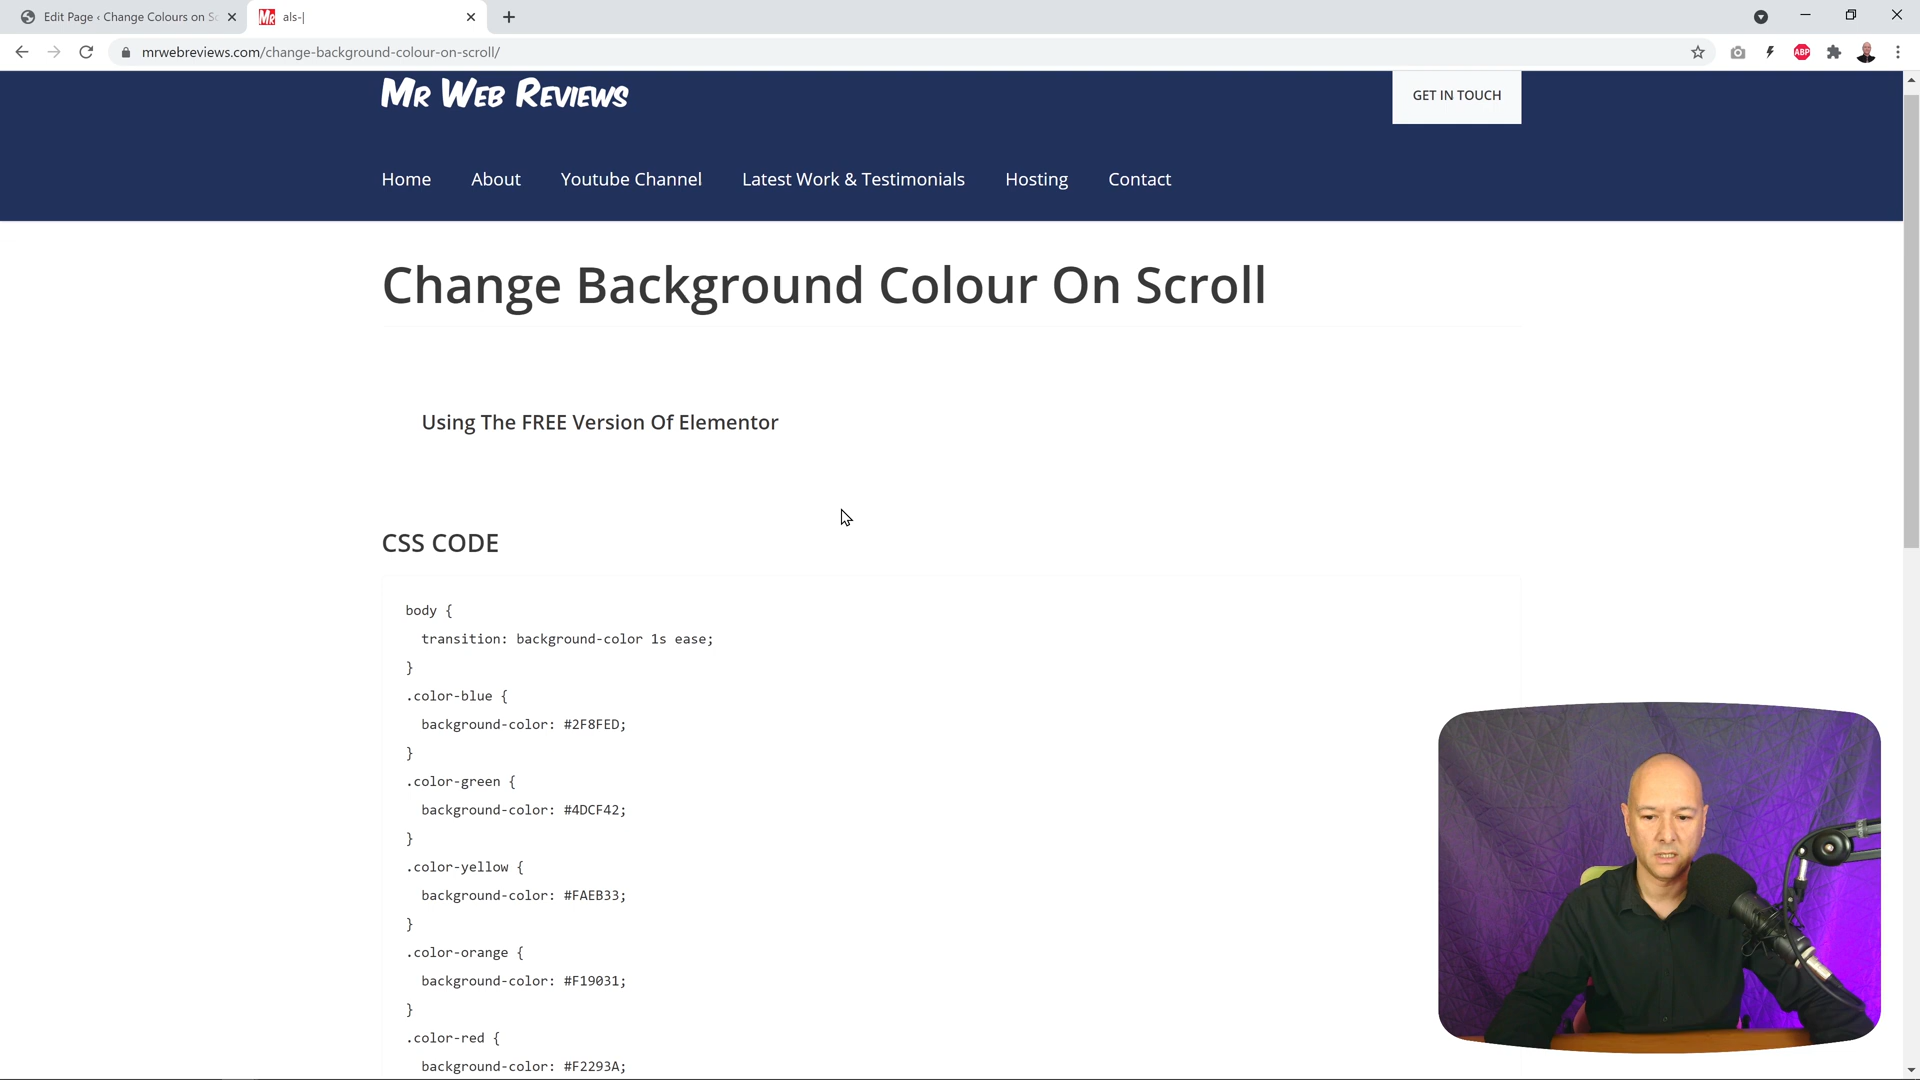 Edit Page ‹ Change Colours on Sc
als-|
mrwebreviews.com/change-background-colour-on-scroll/
ABP
MR WEB REVIEWS
GET IN TOUCH
Home About Youtube Channel Latest Work & Testimonials Hosting Contact
Change Background Colour On Scroll
Using The FREE Version Of Elementor
CSS CODE
body {
transition: background-color 1s ease;
}
.color-blue {
background-color: #2F8FED;
}
.color-green {
background-color: #4DCF42;
}
.color-yellow {
background-color: #FAEB33;
}
.color-orange {
background-color: #F19031;
}
.color-red {
background-color: #F2293A;